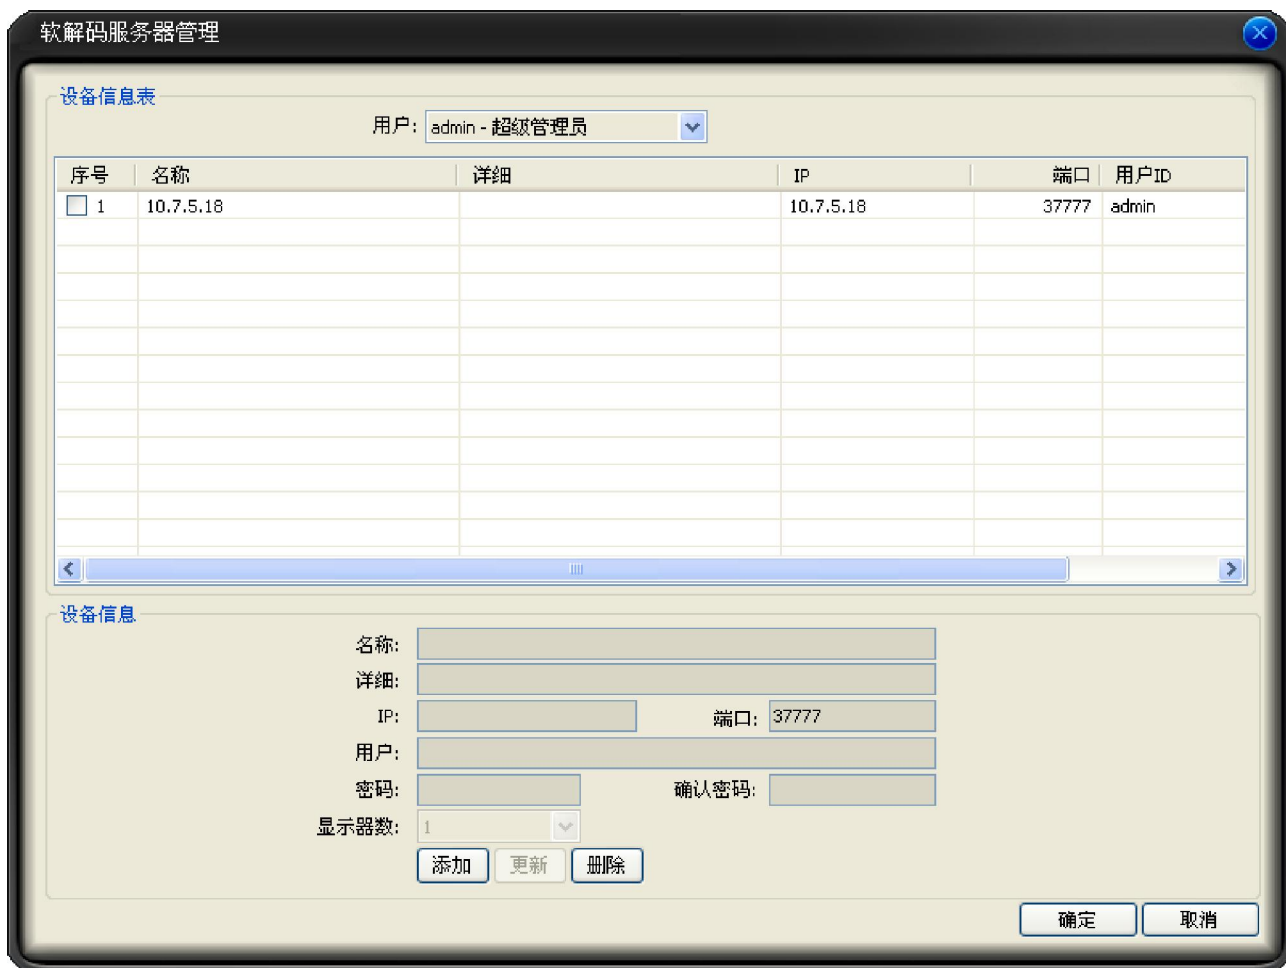 软解码服务器管理
设备信息表
用户: admin - 超级管理员
序号 名称 详细 IP 端口 用户ID
1 10.7.5.18 10.7.5.18 37777 admin
设备信息
名称:
详细:
IP: 端口: 37777
用户:
密码: 确认密码:
显示器数: 1
添加 更新 删除
确定 取消